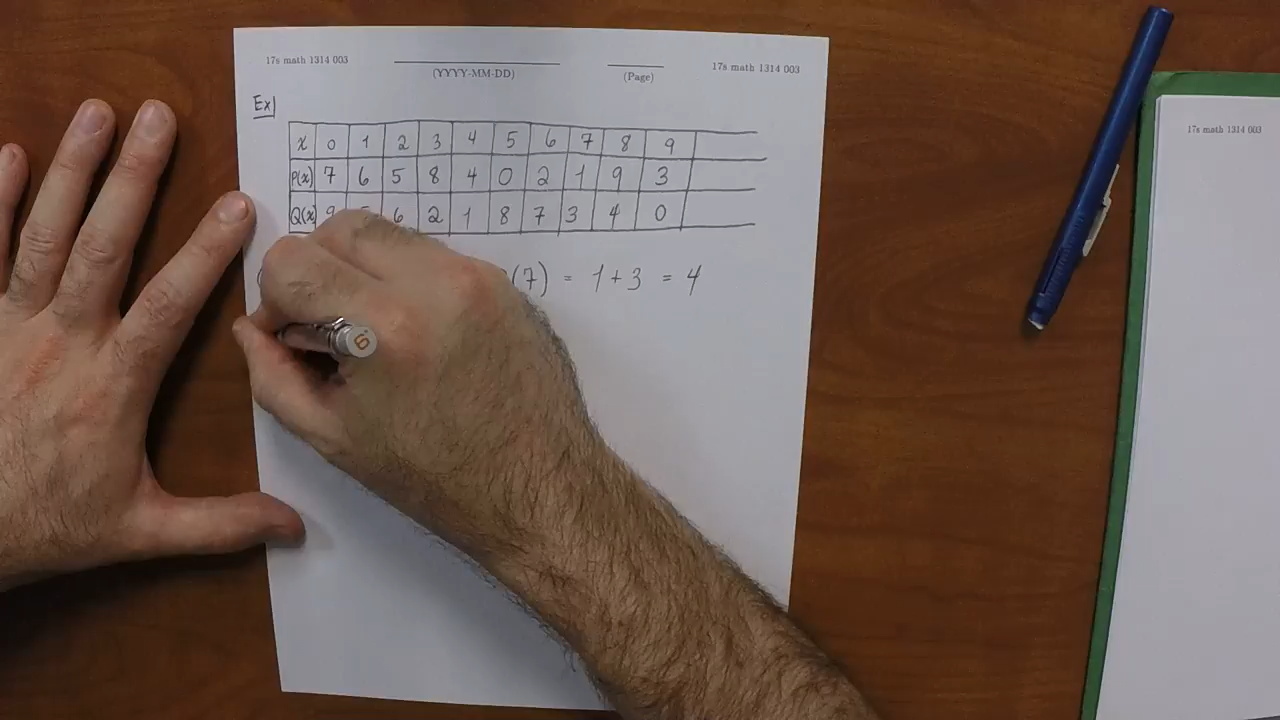 17s math 1314 003 (YYYY-MM-DD) (Page) 17s math 1314 003
Ex1
x 0 1 2 3 4 5 6 7 8 9
P(x) 7 6 5 8 4 0 2 1 9 3
Q(x) 9 6 2 1 8 7 3 4 0
(7) = 1+3 = 4
17s math 1314 003